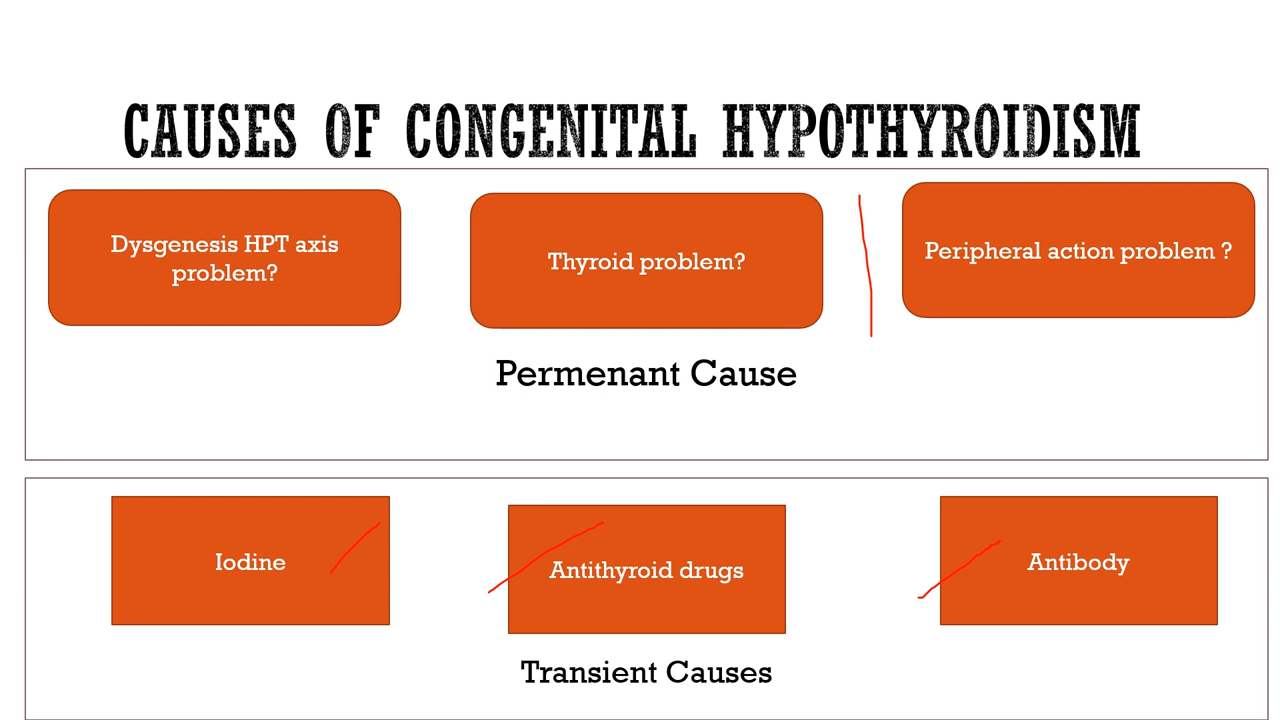 CAUSES OF CONGENITAL HYPOTHYROIDISM
Dysgenesis HPT axis
problem?
Thyroid problem?
Peripheral action problem ?
Permenant Cause
Iodine
Antithyroid drugs
Antibody
Transient Causes